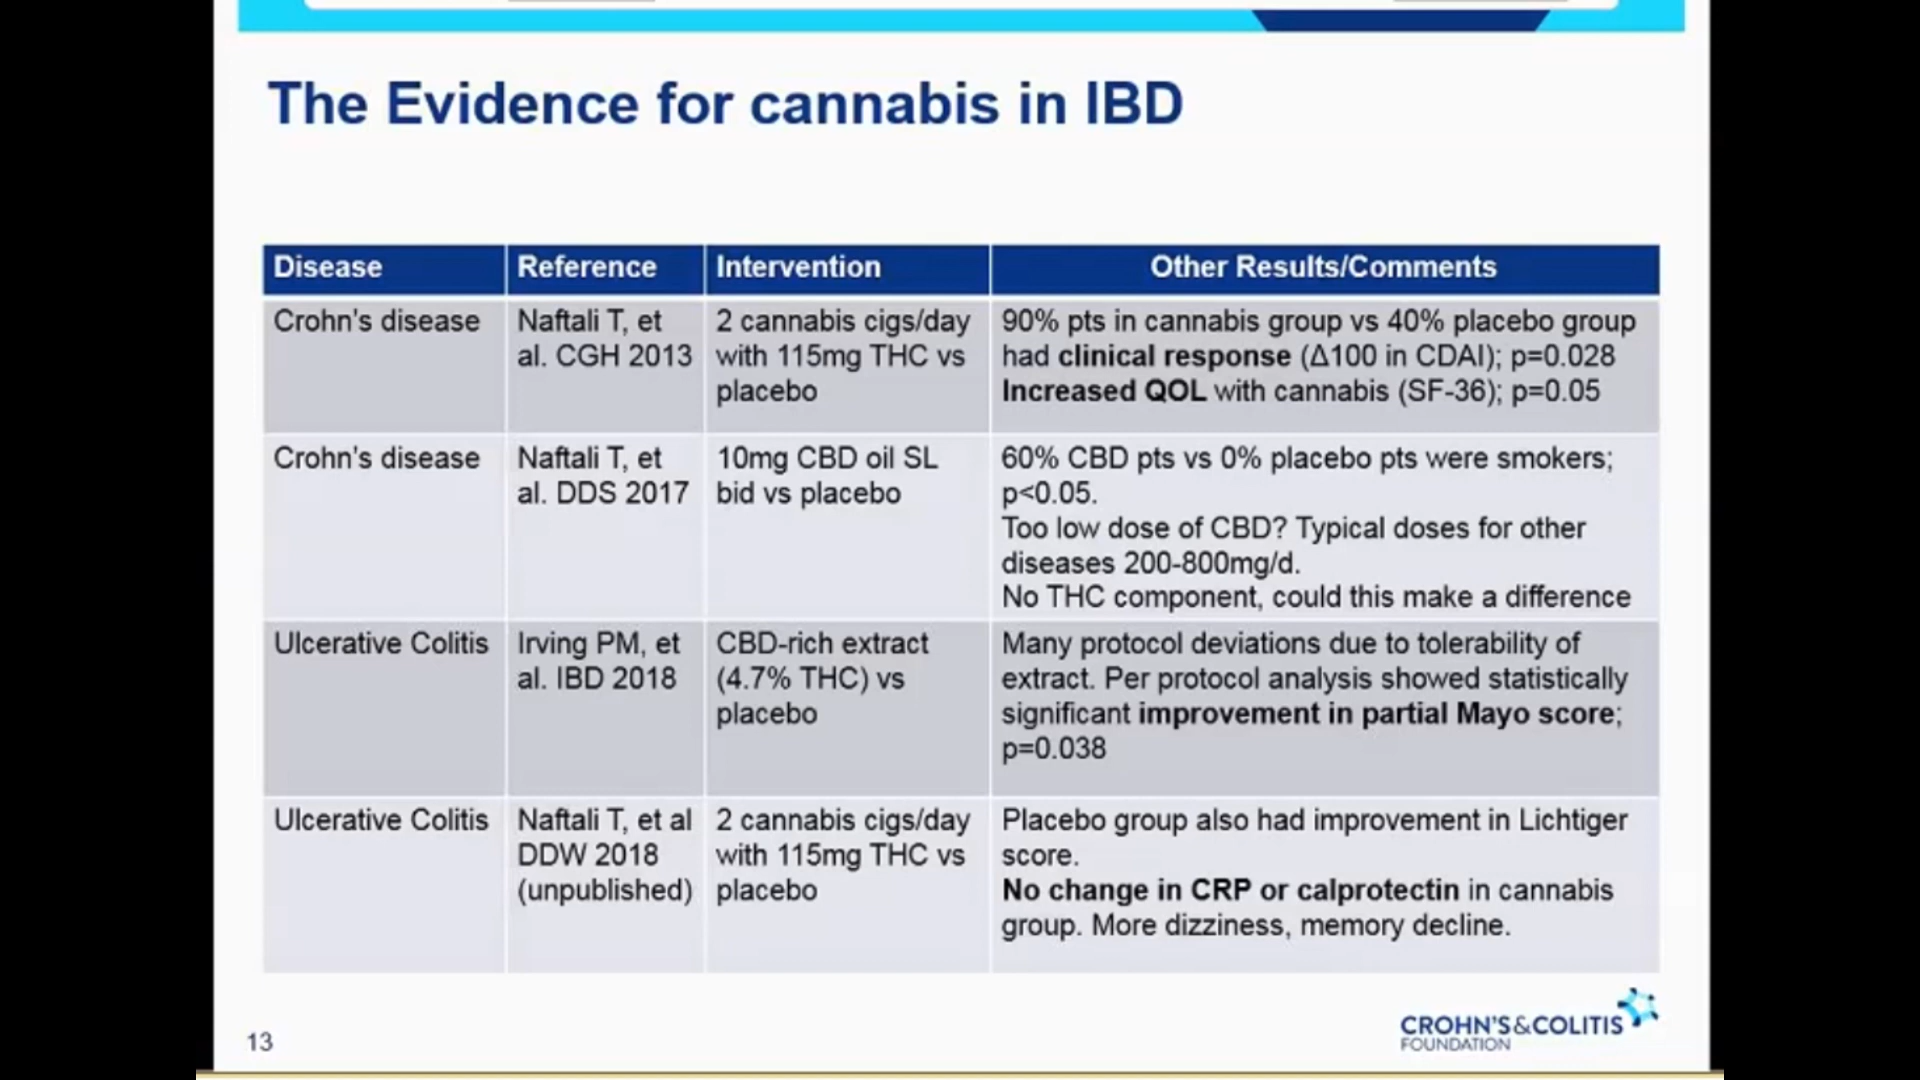 The Evidence for cannabis in IBD
Disease Reference Intervention Other Results/Comments
Crohn's disease
Naftali T, et
al. CGH 2013
2 cannabis cigs/day
with 115mg THC vs
placebo
90% pts in cannabis group vs 40% placebo group
had clinical response (Δ100 in CDAI); p=0.028
Increased QOL with cannabis (SF-36); p=0.05
Crohn's disease
Naftali T, et
al. DDS 2017
10mg CBD oil SL
bid vs placebo
60% CBD pts vs 0% placebo pts were smokers;
p<0.05.
Too low dose of CBD? Typical doses for other
diseases 200-800mg/d.
No THC component, could this make a difference
Ulcerative Colitis
Irving PM, et
al. IBD 2018
CBD-rich extract
(4.7% THC) vs
placebo
Many protocol deviations due to tolerability of
extract. Per protocol analysis showed statistically
significant improvement in partial Mayo score;
p=0.038
Ulcerative Colitis
Naftali T, et al
DDW 2018
(unpublished)
2 cannabis cigs/day
with 115mg THC vs
placebo
Placebo group also had improvement in Lichtiger
score.
No change in CRP or calprotectin in cannabis
group. More dizziness, memory decline.
13
CROHN'S&COLITIS
FOUNDATION